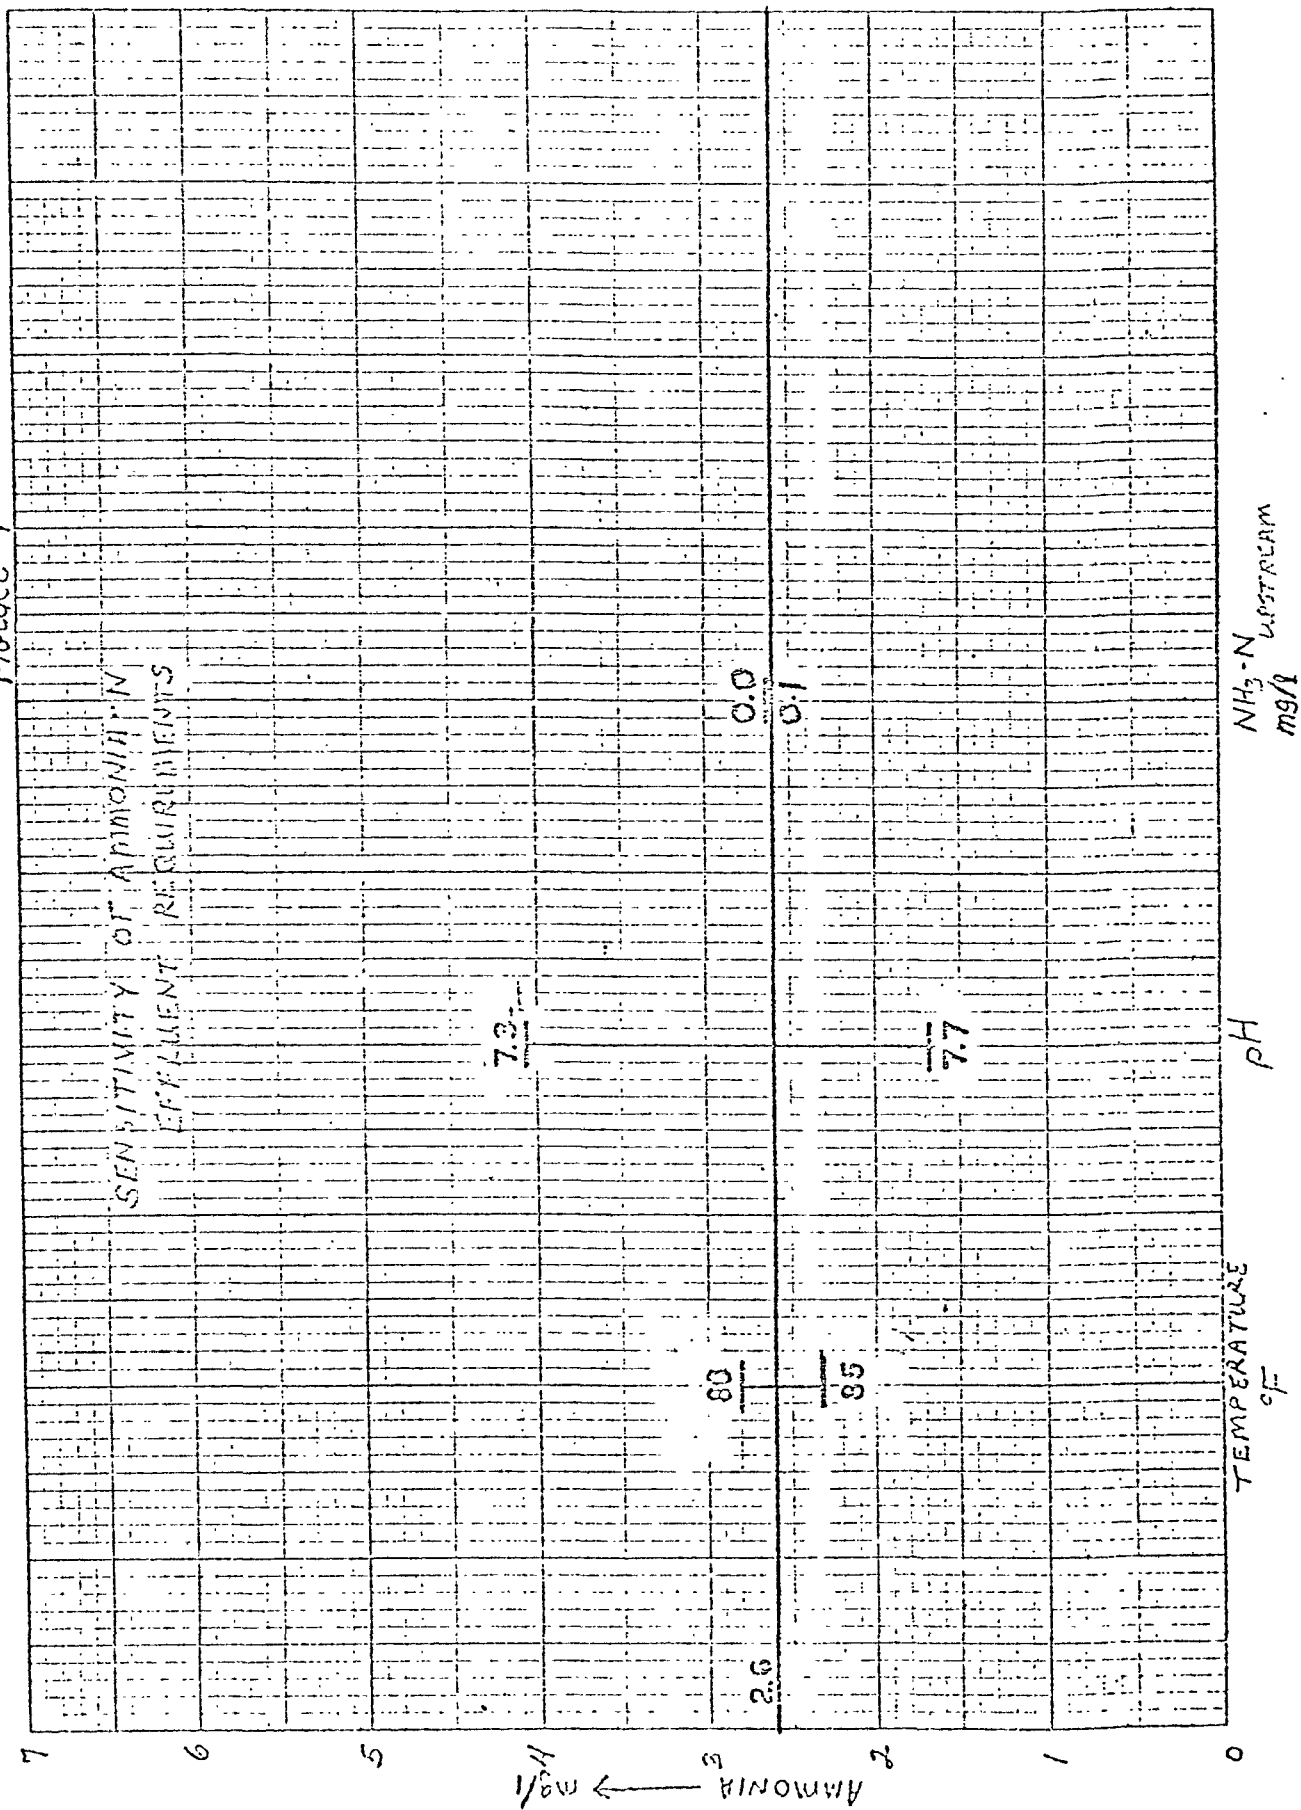 SENSITIVITY OF AMMONIA-N
EFFLUENT REQUIREMENTS
7
6
5
4
3
2
1
0
AMMONIA → mg/l
2.6
80
85
7.3
7.7
0.0
0.1
TEMPERATURE
°F
pH
NH3-N UPSTREAM
mg/l